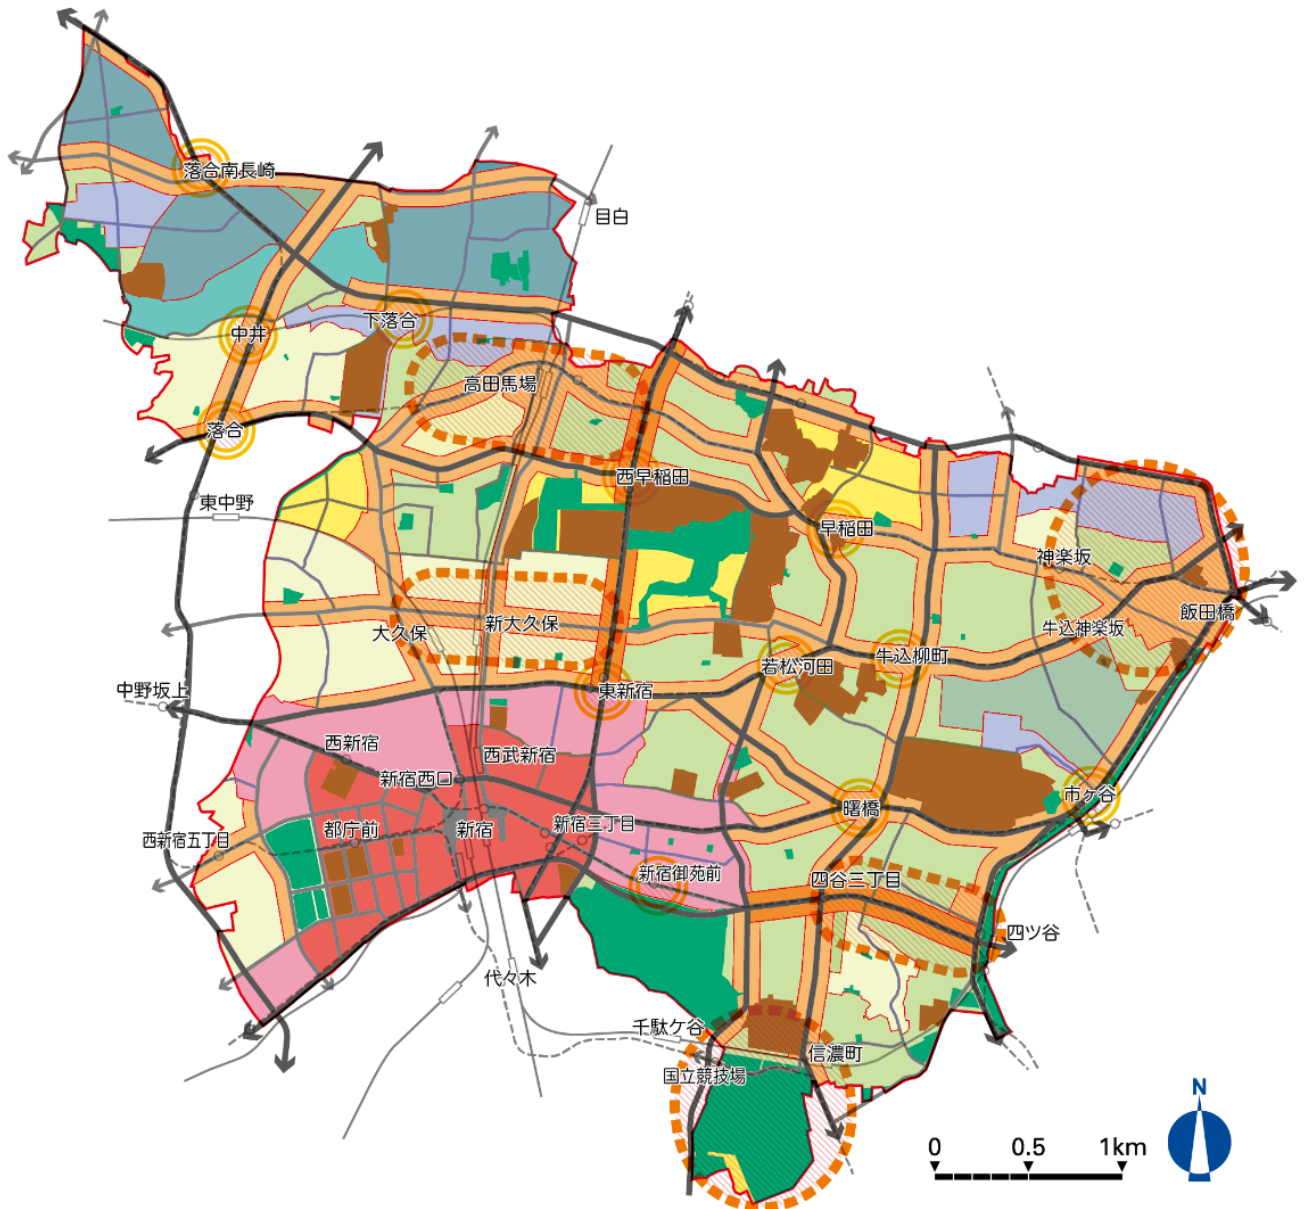 落合南長崎
目白
下落合
中井
高田馬場
落合
西早稲田
東中野
早稲田
神楽坂
飯田橋
大久保
新大久保
牛込神楽坂
若松河田
牛込柳町
中野坂上
東新宿
西新宿
西武新宿
新宿西口
市ヶ谷
曙橋
西新宿五丁目
都庁前
新宿
新宿三丁目
新宿御苑前
四谷三丁目
四ツ谷
代々木
千駄ケ谷
信濃町
国立競技場
N
0 0.5 1km